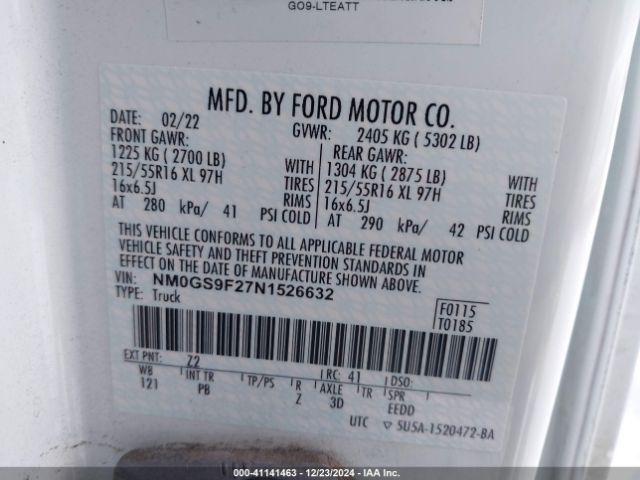 GO9-LTEATT
MFD. BY FORD MOTOR CO.
DATE: 02/22 GVWR: 2405 KG ( 5302 LB)
FRONT GAWR: REAR GAWR:
1225 KG ( 2700 LB) WITH 1304 KG ( 2875 LB) WITH
215/55R16 XL 97H TIRES 215/55R16 XL 97H TIRES
16x6.5J RIMS 16x6.5J RIMS
AT 280 kPa/ 41 PSI COLD AT 290 kPa/ 42 PSI COLD
THIS VEHICLE CONFORMS TO ALL APPLICABLE FEDERAL MOTOR
VEHICLE SAFETY AND THEFT PREVENTION STANDARDS IN
EFFECT ON THE DATE OF MANUFACTURE SHOWN ABOVE.
VIN: NM0GS9F27N1526632
TYPE: Truck F0115
T0185
EXT PNT: Z2 RC: 41 DSO:
WB INT TR TP/PS R AXLE TR SPR
121 PB Z 3D EEDD
UTC ▽ 5U5A-1520472-BA
000-41141463 - 12/23/2024 - IAA